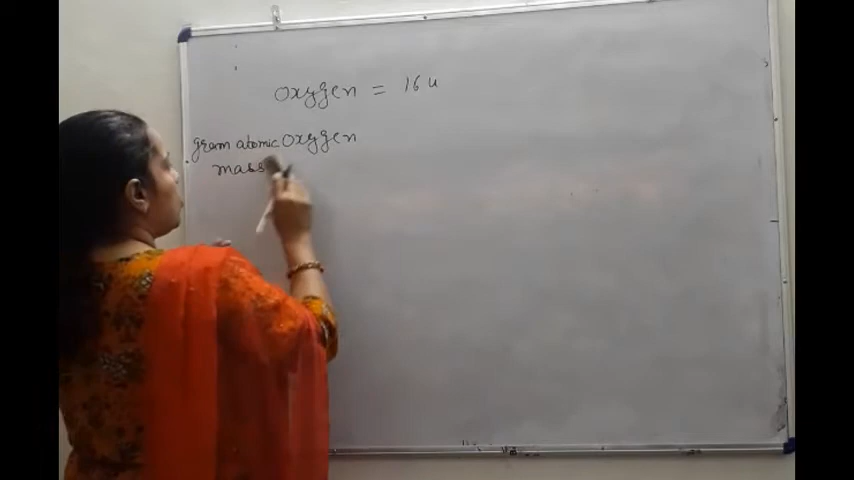 Oxygen = 16 u
gram atomic Oxygen
mass